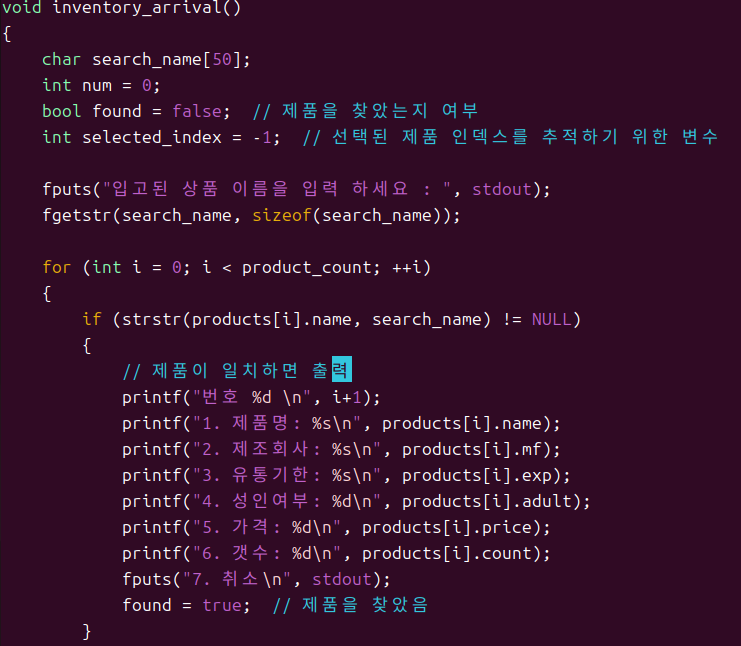 void inventory_arrival()
{
    char search_name[50];
    int num = 0;
    bool found = false;  // 제품을 찾았는지 여부
    int selected_index = -1;  // 선택된 제품 인덱스를 추적하기 위한 변수

    fputs("입고된 상품 이름을 입력 하세요 : ", stdout);
    fgetstr(search_name, sizeof(search_name));

    for (int i = 0; i < product_count; ++i)
    {
        if (strstr(products[i].name, search_name) != NULL)
        {
            // 제품이 일치하면 출력
            printf("번호 %d \n", i+1);
            printf("1. 제품명: %s\n", products[i].name);
            printf("2. 제조회사: %s\n", products[i].mf);
            printf("3. 유통기한: %s\n", products[i].exp);
            printf("4. 성인여부: %d\n", products[i].adult);
            printf("5. 가격: %d\n", products[i].price);
            printf("6. 갯수: %d\n", products[i].count);
            fputs("7. 취소\n", stdout);
            found = true;  // 제품을 찾았음
        }